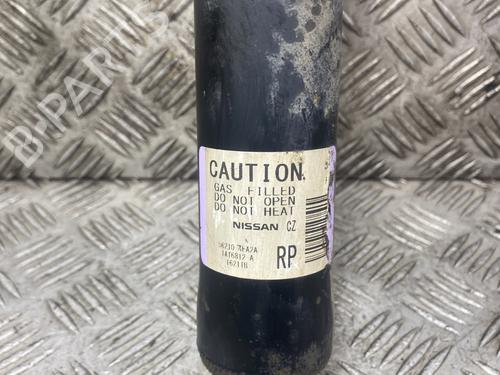 B-PARTS
CAUTION
GAS FILLED
DO NOT OPEN
DO NOT HEAT
NISSAN CZ
RP